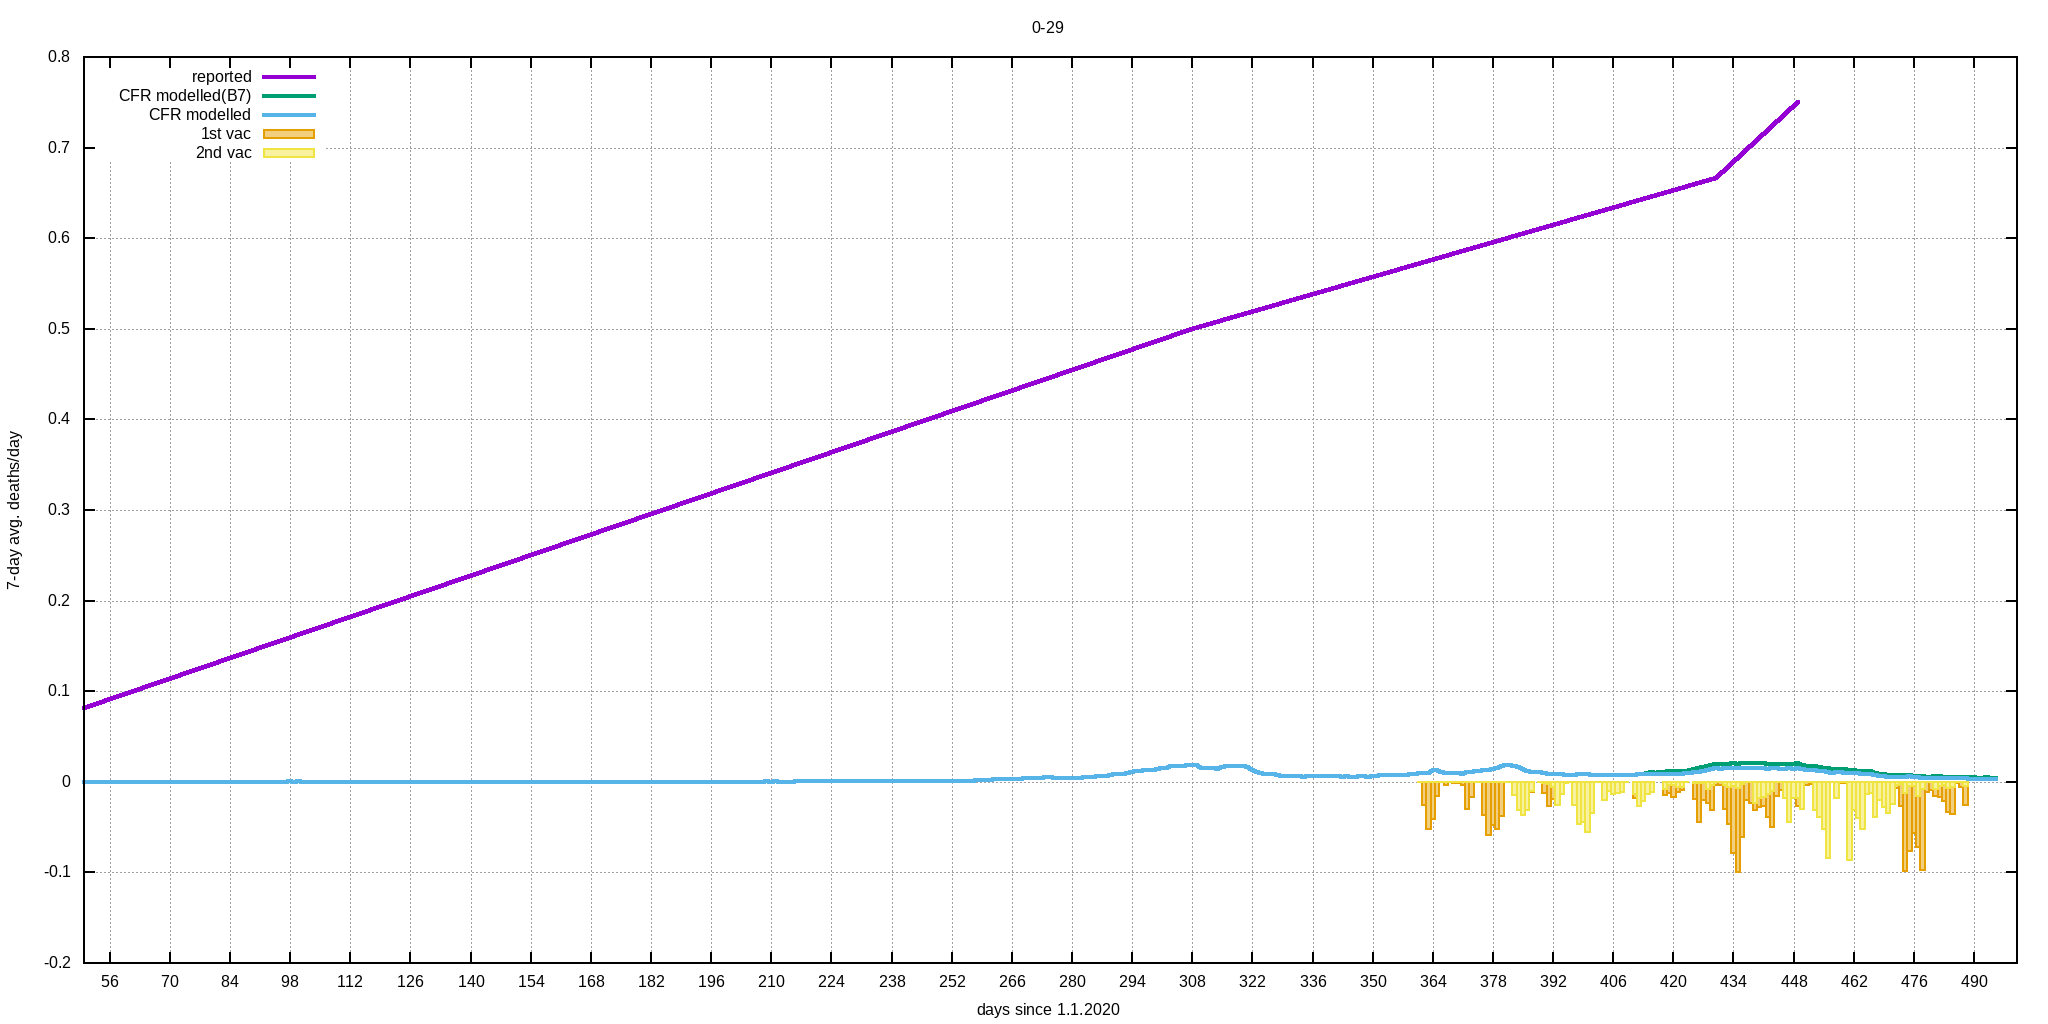 0-29
0.8
0.7
0.6
0.5
0.4
0.3
0.2
0.1
0
-0.1
-0.2
7-day avg. deaths/day
reported
CFR modelled(B7)
CFR modelled
1st vac
2nd vac
56 70 84 98 112 126 140 154 168 182 196 210 224 238 252 266 280 294 308 322 336 350 364 378 392 406 420 434 448 462 476 490
days since 1.1.2020